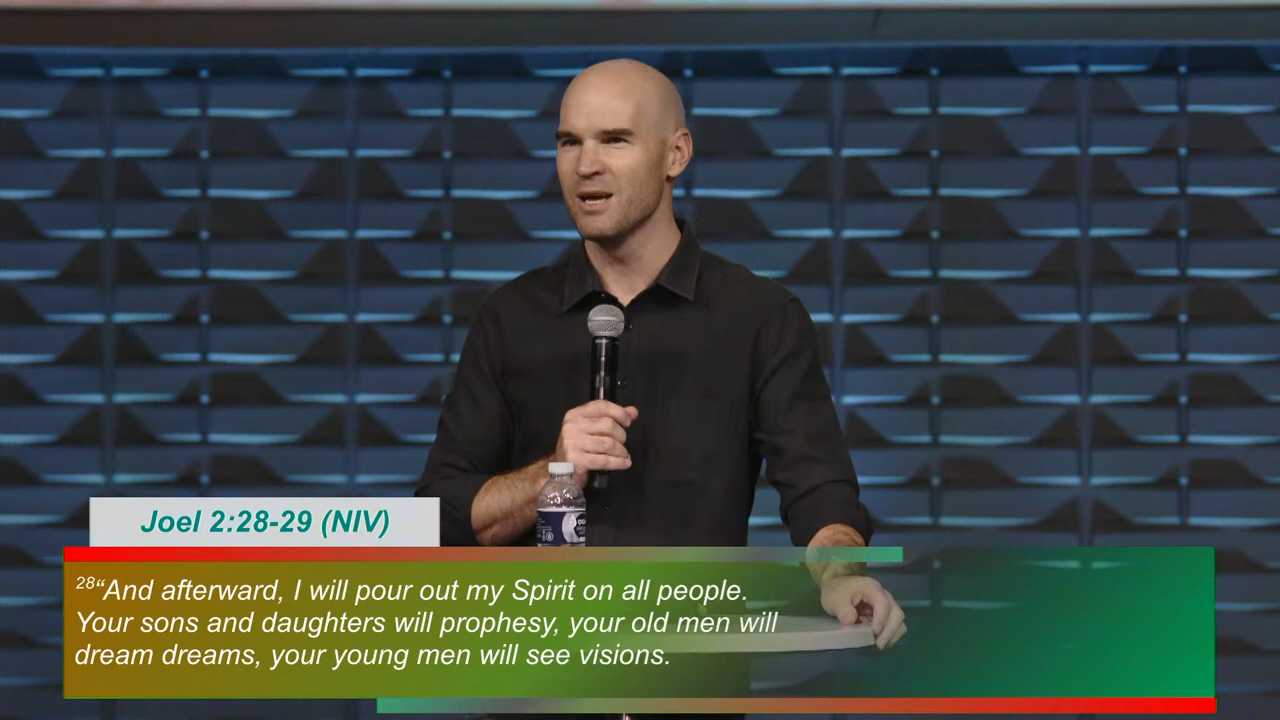 Joel 2:28-29 (NIV)
28“And afterward, I will pour out my Spirit on all people.
Your sons and daughters will prophesy, your old men will
dream dreams, your young men will see visions.